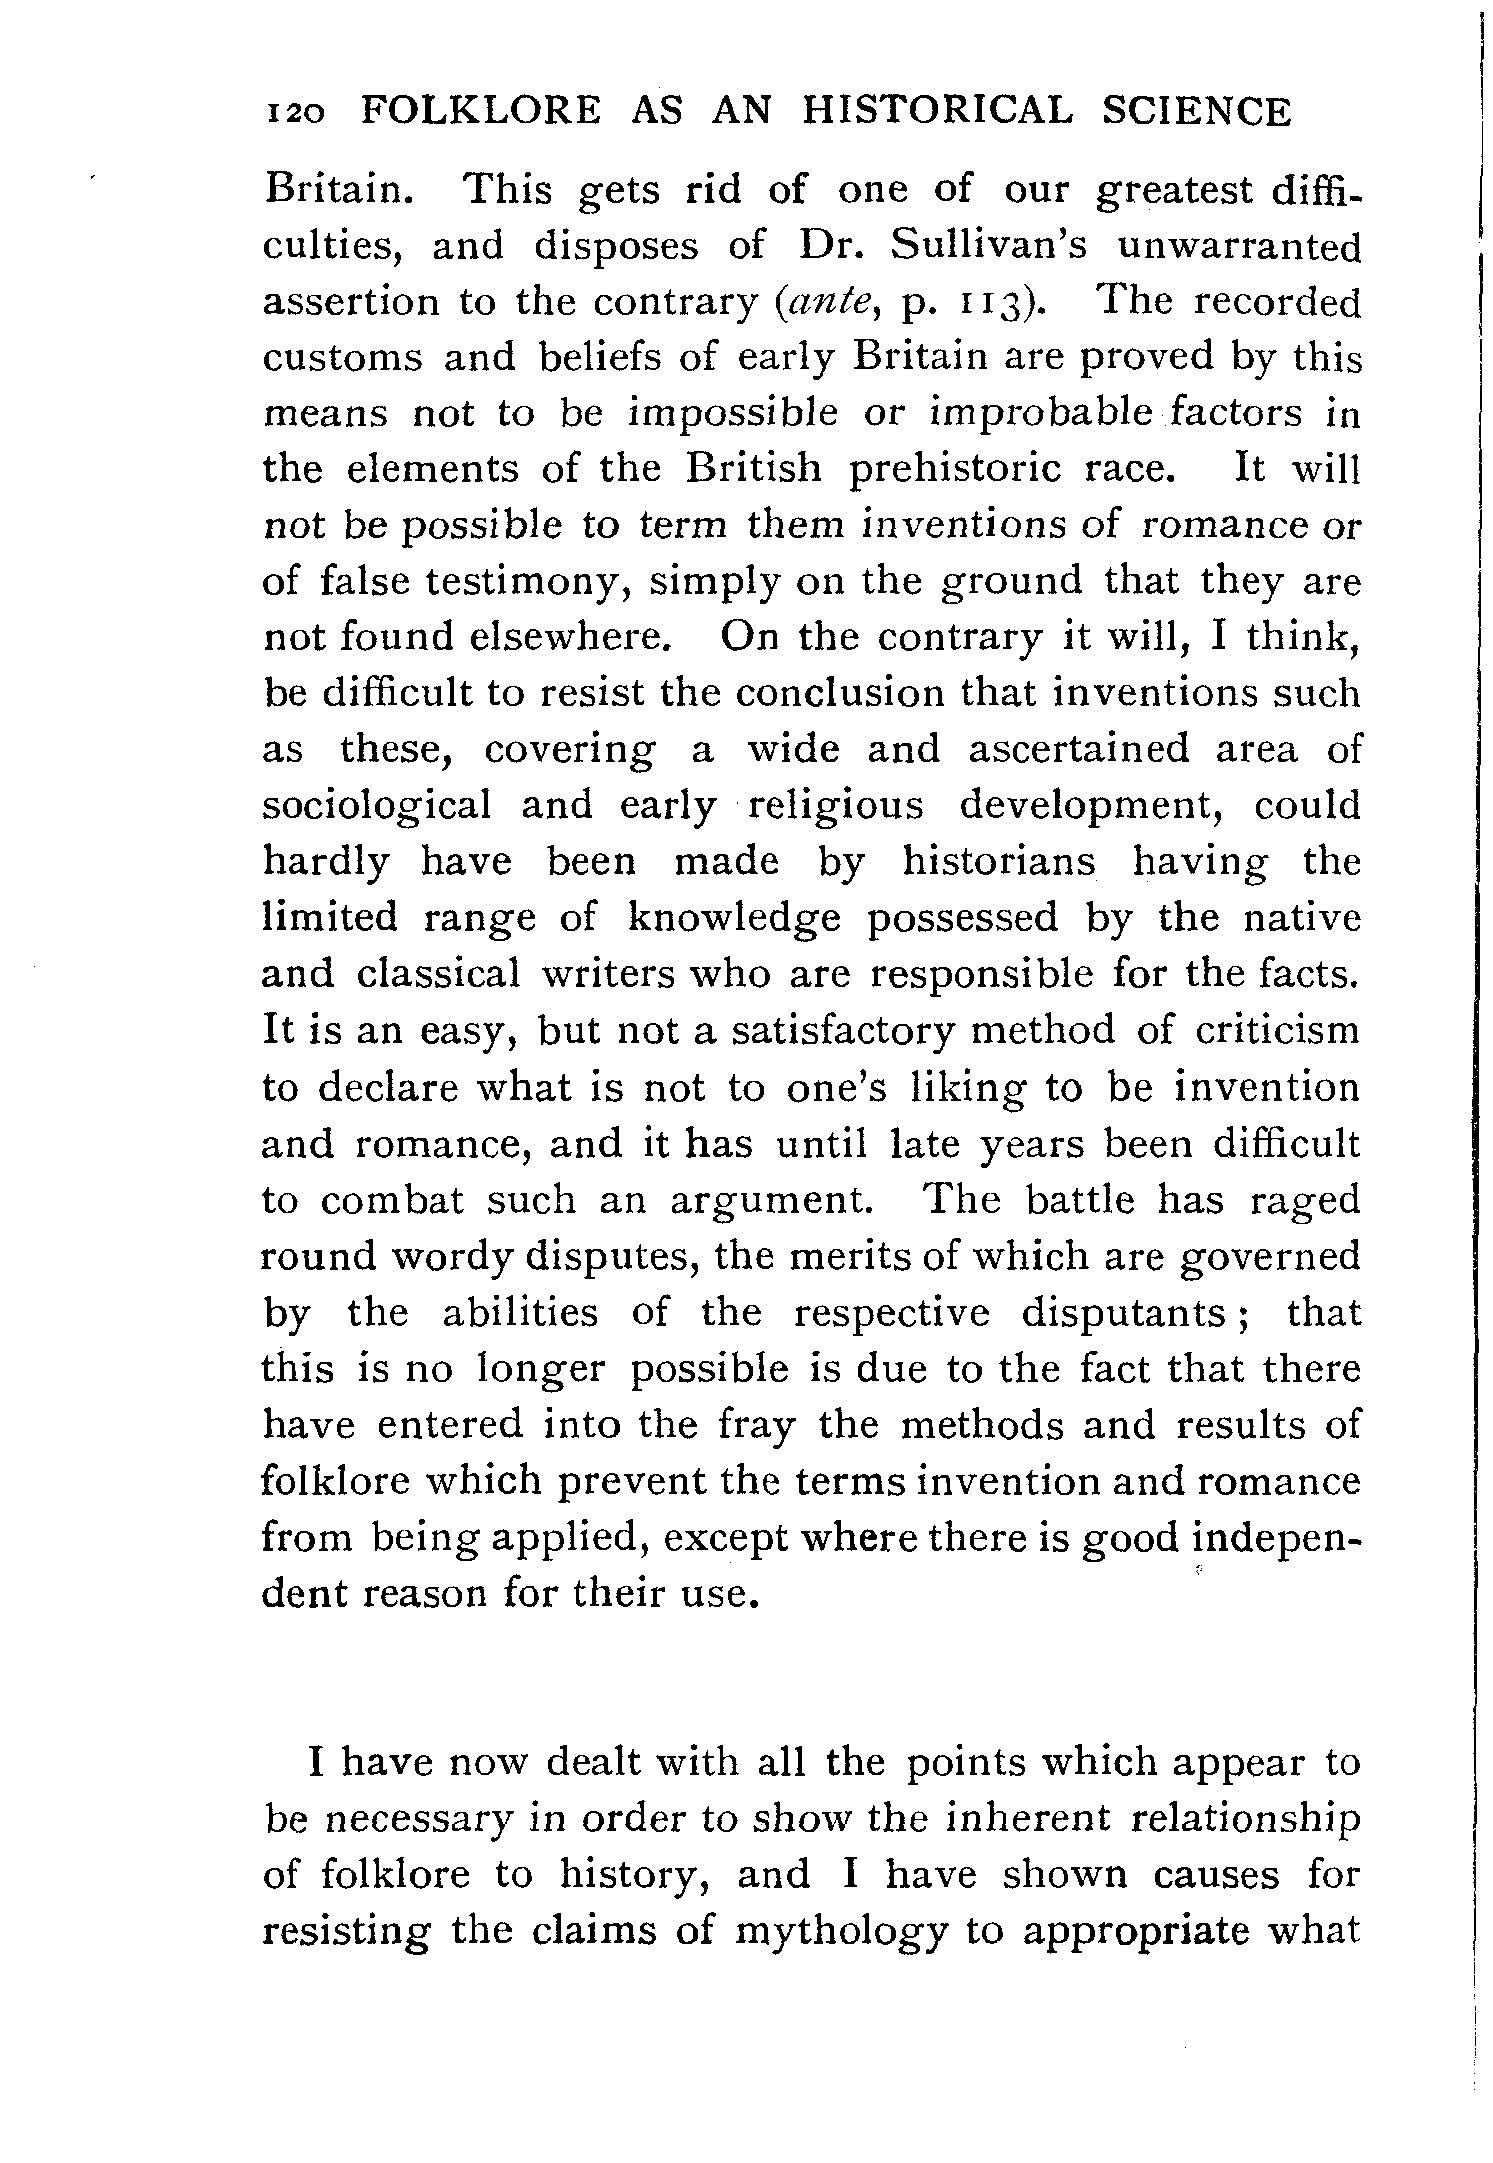 120 FOLKLORE AS AN HISTORICAL SCIENCE
Britain. This gets rid of one of our greatest diffi-
culties, and disposes of Dr. Sullivan's unwarranted
assertion to the contrary (ante, p. 113). The recorded
customs and beliefs of early Britain are proved by this
means not to be impossible or improbable factors in
the elements of the British prehistoric race. It will
not be possible to term them inventions of romance or
of false testimony, simply on the ground that they are
not found elsewhere. On the contrary it will, I think,
be difficult to resist the conclusion that inventions such
as these, covering a wide and ascertained area of
sociological and early religious development, could
hardly have been made by historians having the
limited range of knowledge possessed by the native
and classical writers who are responsible for the facts.
It is an easy, but not a satisfactory method of criticism
to declare what is not to one's liking to be invention
and romance, and it has until late years been difficult
to combat such an argument. The battle has raged
round wordy disputes, the merits of which are governed
by the abilities of the respective disputants ; that
this is no longer possible is due to the fact that there
have entered into the fray the methods and results of
folklore which prevent the terms invention and romance
from being applied, except where there is good indepen-
dent reason for their use.
I have now dealt with all the points which appear to
be necessary in order to show the inherent relationship
of folklore to history, and I have shown causes for
resisting the claims of mythology to appropriate what